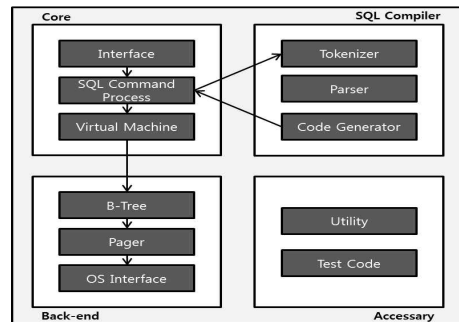 Core
Interface
SQL Command
Process
Virtual Machine
SQL Compiler
Tokenizer
Parser
Code Generator
B-Tree
Pager
OS Interface
Back-end
Utility
Test Code
Accessary